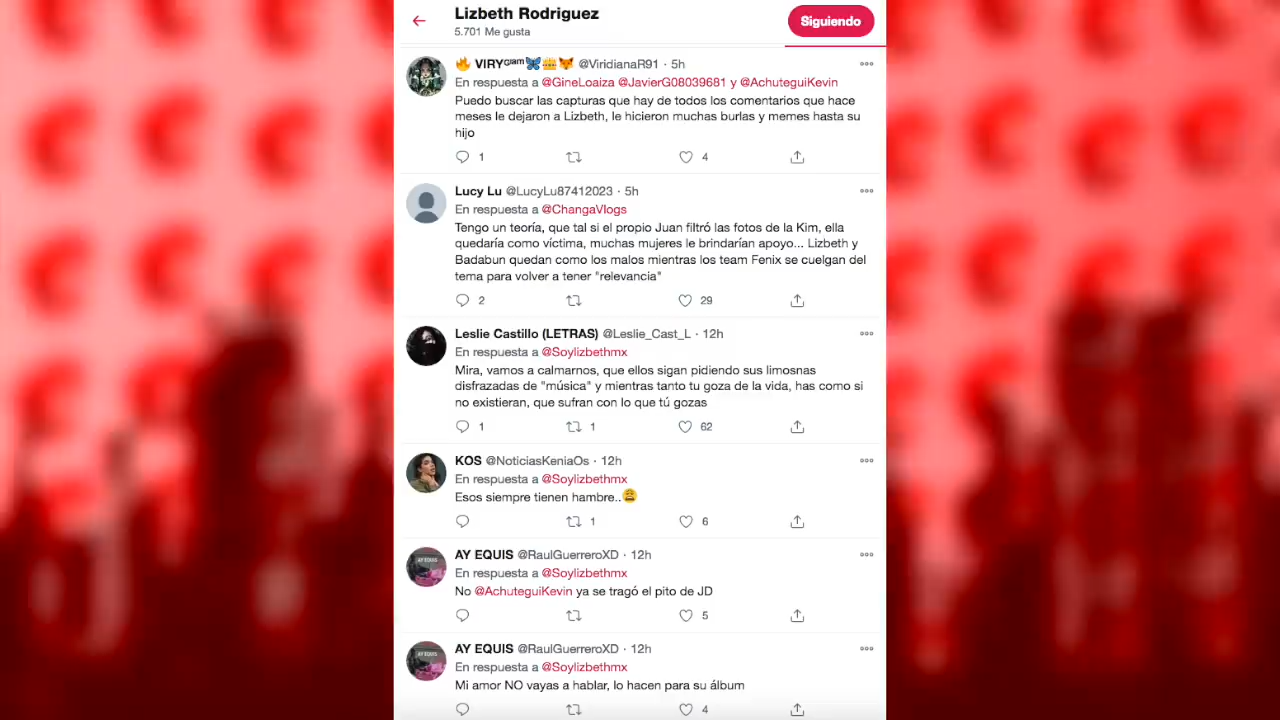 Lizbeth Rodriguez
5.701 Me gusta
Siguiendo
🔥 VIRYᴳˡᵃᵐ🦋👑🦊 @ViridianaR91 · 5h
En respuesta a @GineLoaiza @JavierG08039681 y @AchuteguiKevin
Puedo buscar las capturas que hay de todos los comentarios que hace
meses le dejaron a Lizbeth, le hicieron muchas burlas y memes hasta su
hijo
1 4
Lucy Lu @LucyLu87412023 · 5h
En respuesta a @ChangaVlogs
Tengo un teoría, que tal si el propio Juan filtró las fotos de la Kim, ella
quedaría como víctima, muchas mujeres le brindarían apoyo... Lizbeth y
Badabun quedan como los malos mientras los team Fenix se cuelgan del
tema para volver a tener "relevancia"
2 29
Leslie Castillo (LETRAS) @Leslie_Cast_L · 12h
En respuesta a @Soylizbethmx
Mira, vamos a calmarnos, que ellos sigan pidiendo sus limosnas
disfrazadas de "música" y mientras tanto tu goza de la vida, has como si
no existieran, que sufran con lo que tú gozas
1 1 62
KOS @NoticiasKeniaOs · 12h
En respuesta a @Soylizbethmx
Esos siempre tienen hambre..😩
1 6
AY EQUIS @RaulGuerreroXD · 12h
En respuesta a @Soylizbethmx
No @AchuteguiKevin ya se tragó el pito de JD
5
AY EQUIS @RaulGuerreroXD · 12h
En respuesta a @Soylizbethmx
Mi amor NO vayas a hablar, lo hacen para su álbum
4